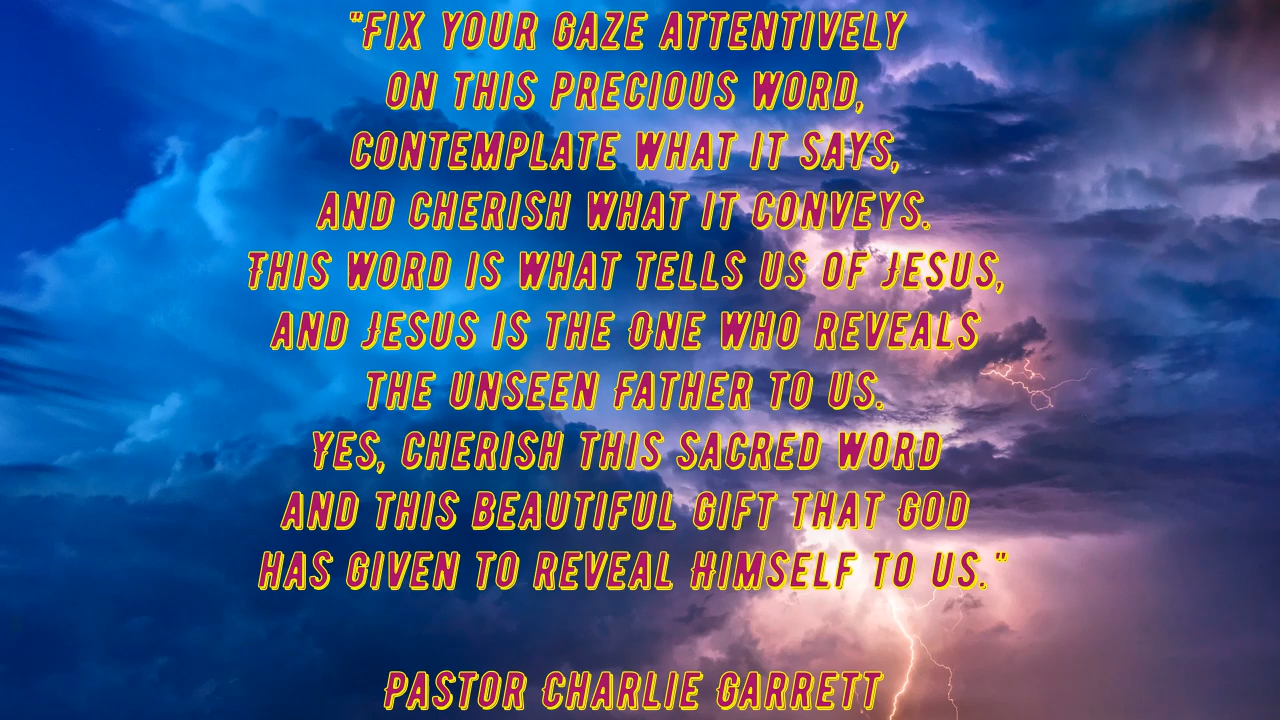 "Fix your gaze attentively
on this precious word,
contemplate what it says,
and cherish what it conveys.
This word is what tells us of Jesus,
and Jesus is the One who reveals
the unseen Father to us.
Yes, cherish this sacred word
and this beautiful gift that God
has given to reveal Himself to us."
Pastor Charlie Garrett